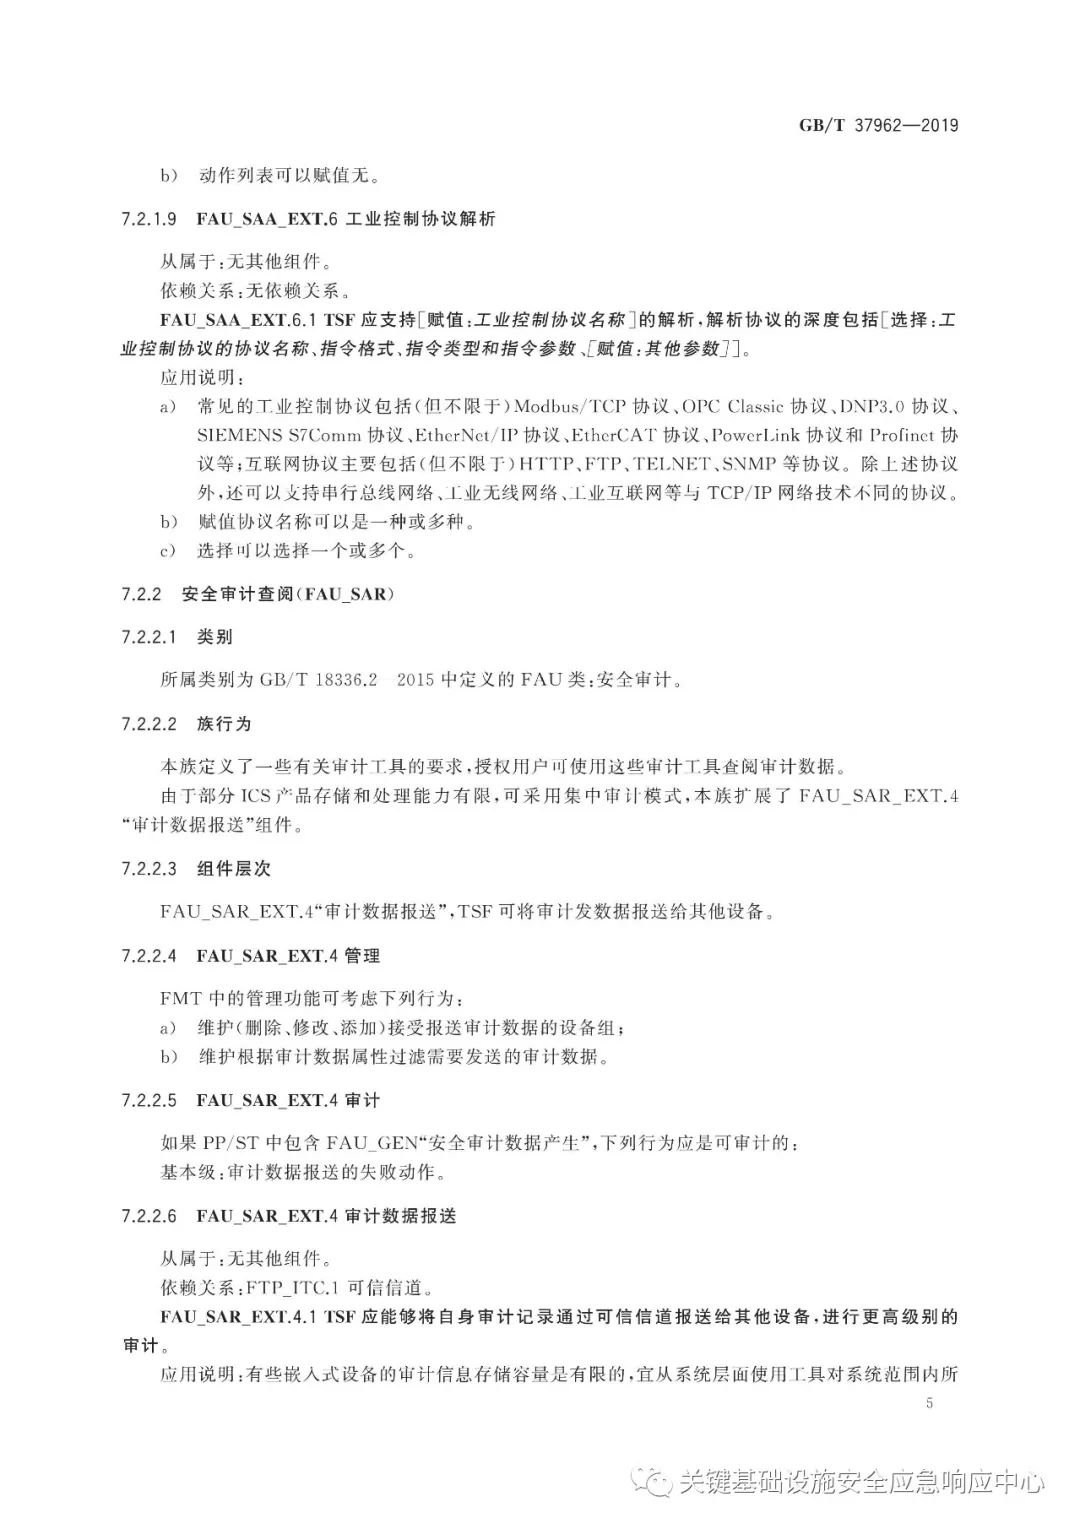 GB/T 37962—2019
b） 动作列表可以赋值无。
7.2.1.9 FAU_SAA_EXT.6 工业控制协议解析
从属于：无其他组件。
依赖关系：无依赖关系。
FAU_SAA_EXT.6.1 TSF 应支持[赋值：工业控制协议名称]的解析，解析协议的深度包括[选择：工
业控制协议的协议名称、指令格式、指令类型和指令参数、[赋值：其他参数]]。
应用说明：
a） 常见的工业控制协议包括（但不限于）Modbus/TCP 协议、OPC Classic 协议、DNP3.0 协议、
SIEMENS S7Comm 协议、EtherNet/IP 协议、EtherCAT 协议、PowerLink 协议和 Profinet 协
议等；互联网协议主要包括（但不限于）HTTP、FTP、TELNET、SNMP 等协议。除上述协议
外，还可以支持串行总线网络、工业无线网络、工业互联网等与 TCP/IP 网络技术不同的协议。
b） 赋值协议名称可以是一种或多种。
c） 选择可以选择一个或多个。
7.2.2 安全审计查阅（FAU_SAR）
7.2.2.1 类别
所属类别为 GB/T 18336.2—2015 中定义的 FAU 类：安全审计。
7.2.2.2 族行为
本族定义了一些有关审计工具的要求，授权用户可使用这些审计工具查阅审计数据。
由于部分 ICS 产品存储和处理能力有限，可采用集中审计模式，本族扩展了 FAU_SAR_EXT.4
“审计数据报送”组件。
7.2.2.3 组件层次
FAU_SAR_EXT.4“审计数据报送”，TSF 可将审计发数据报送给其他设备。
7.2.2.4 FAU_SAR_EXT.4 管理
FMT 中的管理功能可考虑下列行为：
a） 维护（删除、修改、添加）接受报送审计数据的设备组；
b） 维护根据审计数据属性过滤需要发送的审计数据。
7.2.2.5 FAU_SAR_EXT.4 审计
如果 PP/ST 中包含 FAU_GEN“安全审计数据产生”，下列行为应是可审计的：
基本级：审计数据报送的失败动作。
7.2.2.6 FAU_SAR_EXT.4 审计数据报送
从属于：无其他组件。
依赖关系：FTP_ITC.1 可信信道。
FAU_SAR_EXT.4.1 TSF 应能够将自身审计记录通过可信信道报送给其他设备，进行更高级别的
审计。
应用说明：有些嵌入式设备的审计信息存储容量是有限的，宜从系统层面使用工具对系统范围内所
5
关键基础设施安全应急响应中心